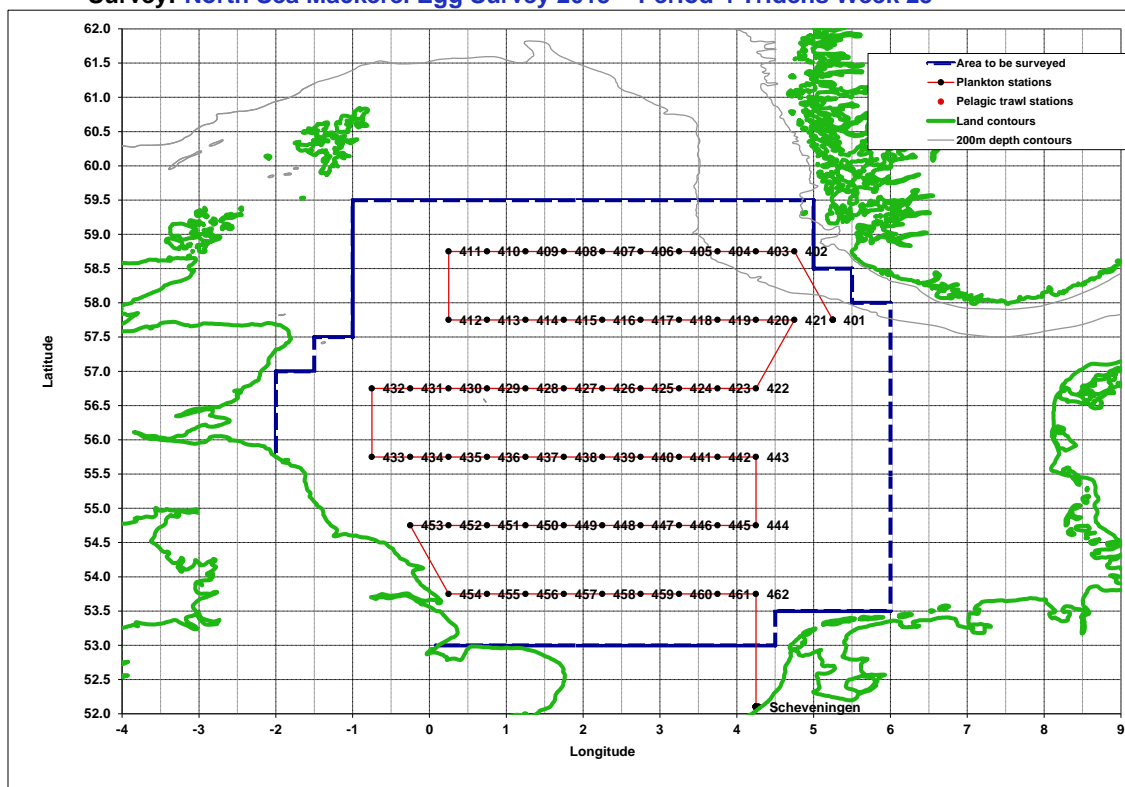 Survey: North Sea Mackerel Egg Survey Period 4 Tridens Week
62.0
61.5
61.0
60.5
60.0
59.5
59.0
58.5
58.0
57.5
57.0
56.5
56.0
55.5
55.0
54.5
54.0
53.5
53.0
52.5
52.0
Latitude
Area to be surveyed
Plankton stations
Pelagic trawl stations
Land contours
200m depth contours
411 410 409 408 407 406 405 404 403 402
412 413 414 415 416 417 418 419 420 421 401
432 431 430 429 428 427 426 425 424 423 422
433 434 435 436 437 438 439 440 441 442 443
453 452 451 450 449 448 447 446 445 444
454 455 456 457 458 459 460 461 462
Scheveningen
-4 -3 -2 -1 0 1 2 3 4 5 6 7 8 9
Longitude